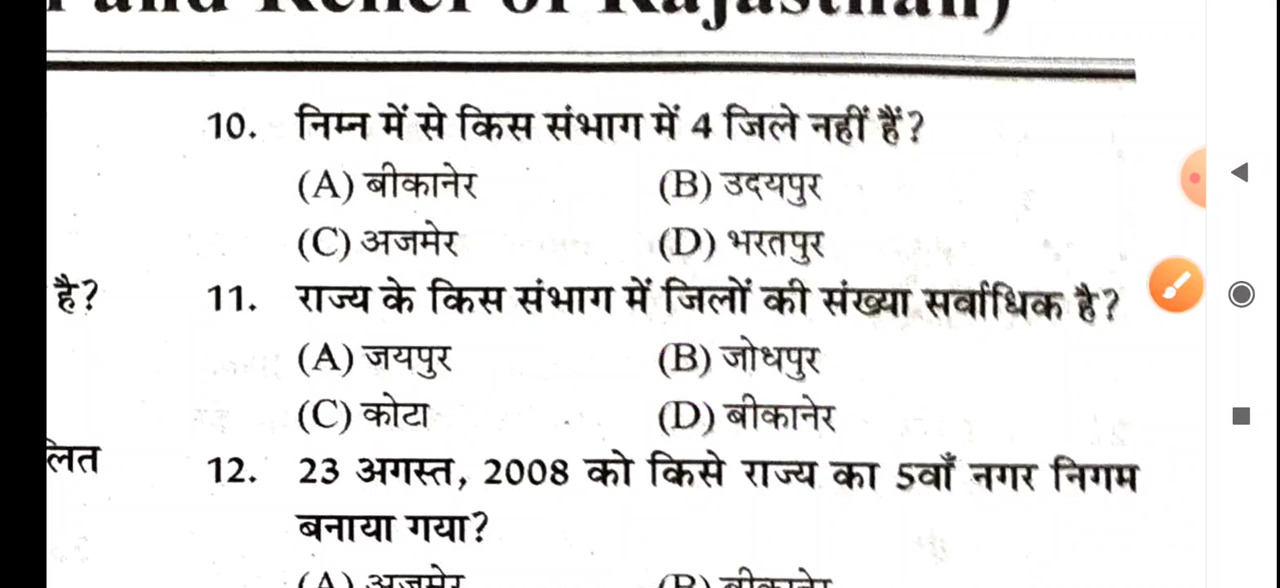 10. निम्न में से किस संभाग में 4 जिले नहीं हैं?
(A) बीकानेर (B) उदयपुर
(C) अजमेर (D) भरतपुर
है?
11. राज्य के किस संभाग में जिलों की संख्या सर्वाधिक है?
(A) जयपुर (B) जोधपुर
(C) कोटा (D) बीकानेर
लित
12. 23 अगस्त, 2008 को किसे राज्य का 5वाँ नगर निगम
बनाया गया?
(A) अजमेर (B) बीकानेर